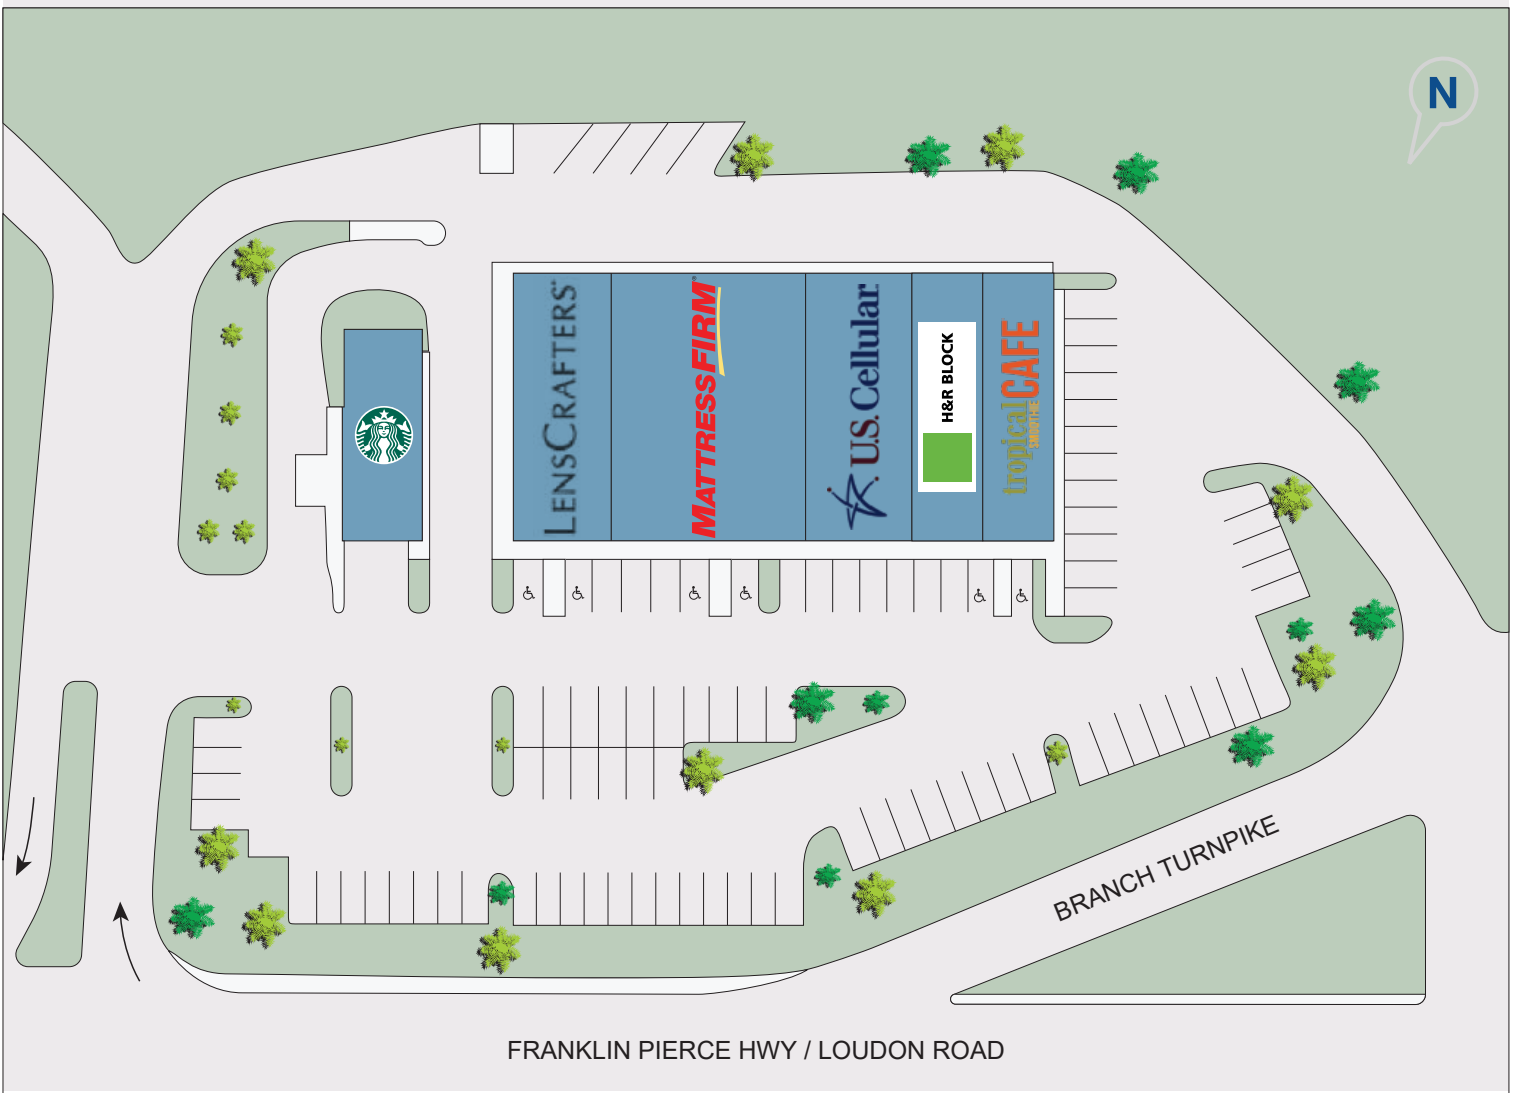 N
LENSCRAFTERS
MATTRESSFIRM
U.S. Cellular
H&R BLOCK
tropical
SMOOTHIE
CAFE
BRANCH TURNPIKE
FRANKLIN PIERCE HWY / LOUDON ROAD